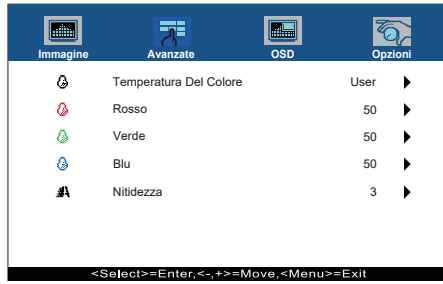 Immagine Avanzate OSD Opzioni
Temperatura Del Colore User
Rosso 50
Verde 50
Blu 50
Nitidezza 3
<Select>=Enter,<-,+>=Move,<Menu>=Exit